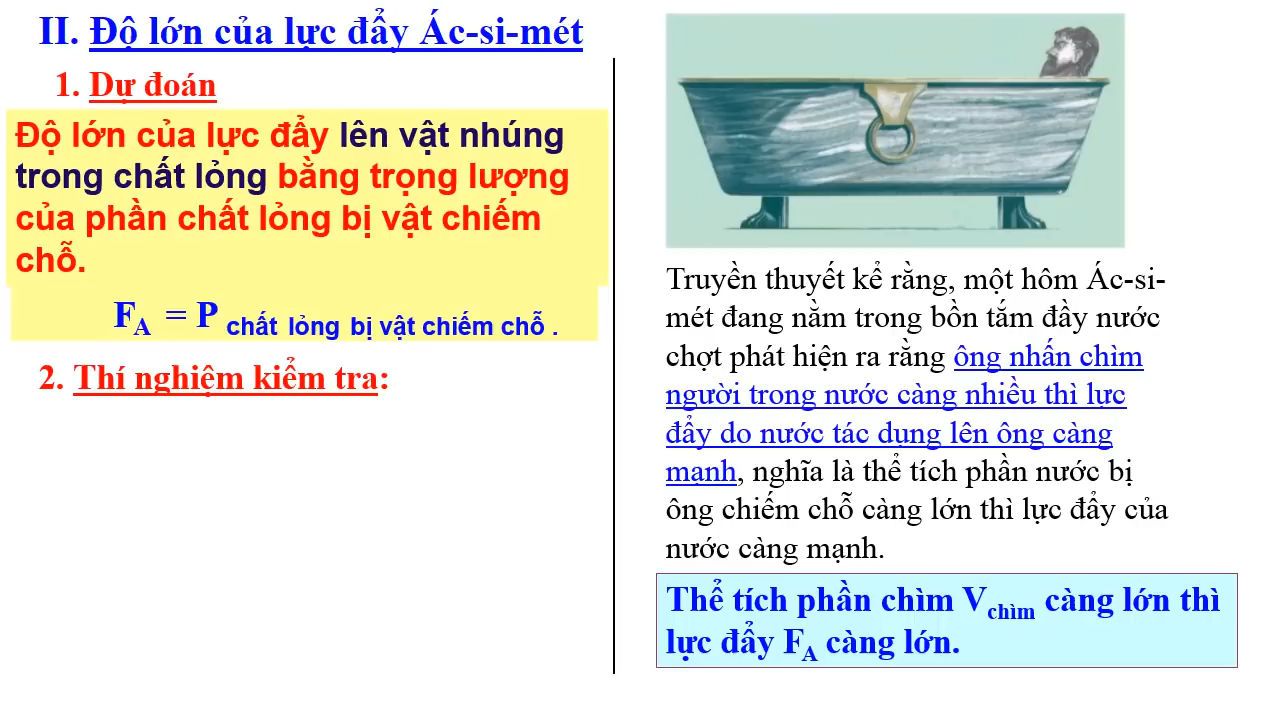 II. Độ lớn của lực đẩy Ác-si-mét
1. Dự đoán
Độ lớn của lực đẩy lên vật nhúng
trong chất lỏng bằng trọng lượng
của phần chất lỏng bị vật chiếm
chỗ.
FA = P chất lỏng bị vật chiếm chỗ .
2. Thí nghiệm kiểm tra:
Truyền thuyết kể rằng, một hôm Ác-si-
mét đang nằm trong bồn tắm đầy nước
chợt phát hiện ra rằng ông nhấn chìm
người trong nước càng nhiều thì lực
đẩy do nước tác dụng lên ông càng
mạnh, nghĩa là thể tích phần nước bị
ông chiếm chỗ càng lớn thì lực đẩy của
nước càng mạnh.
Thể tích phần chìm Vchìm càng lớn thì
lực đẩy FA càng lớn.